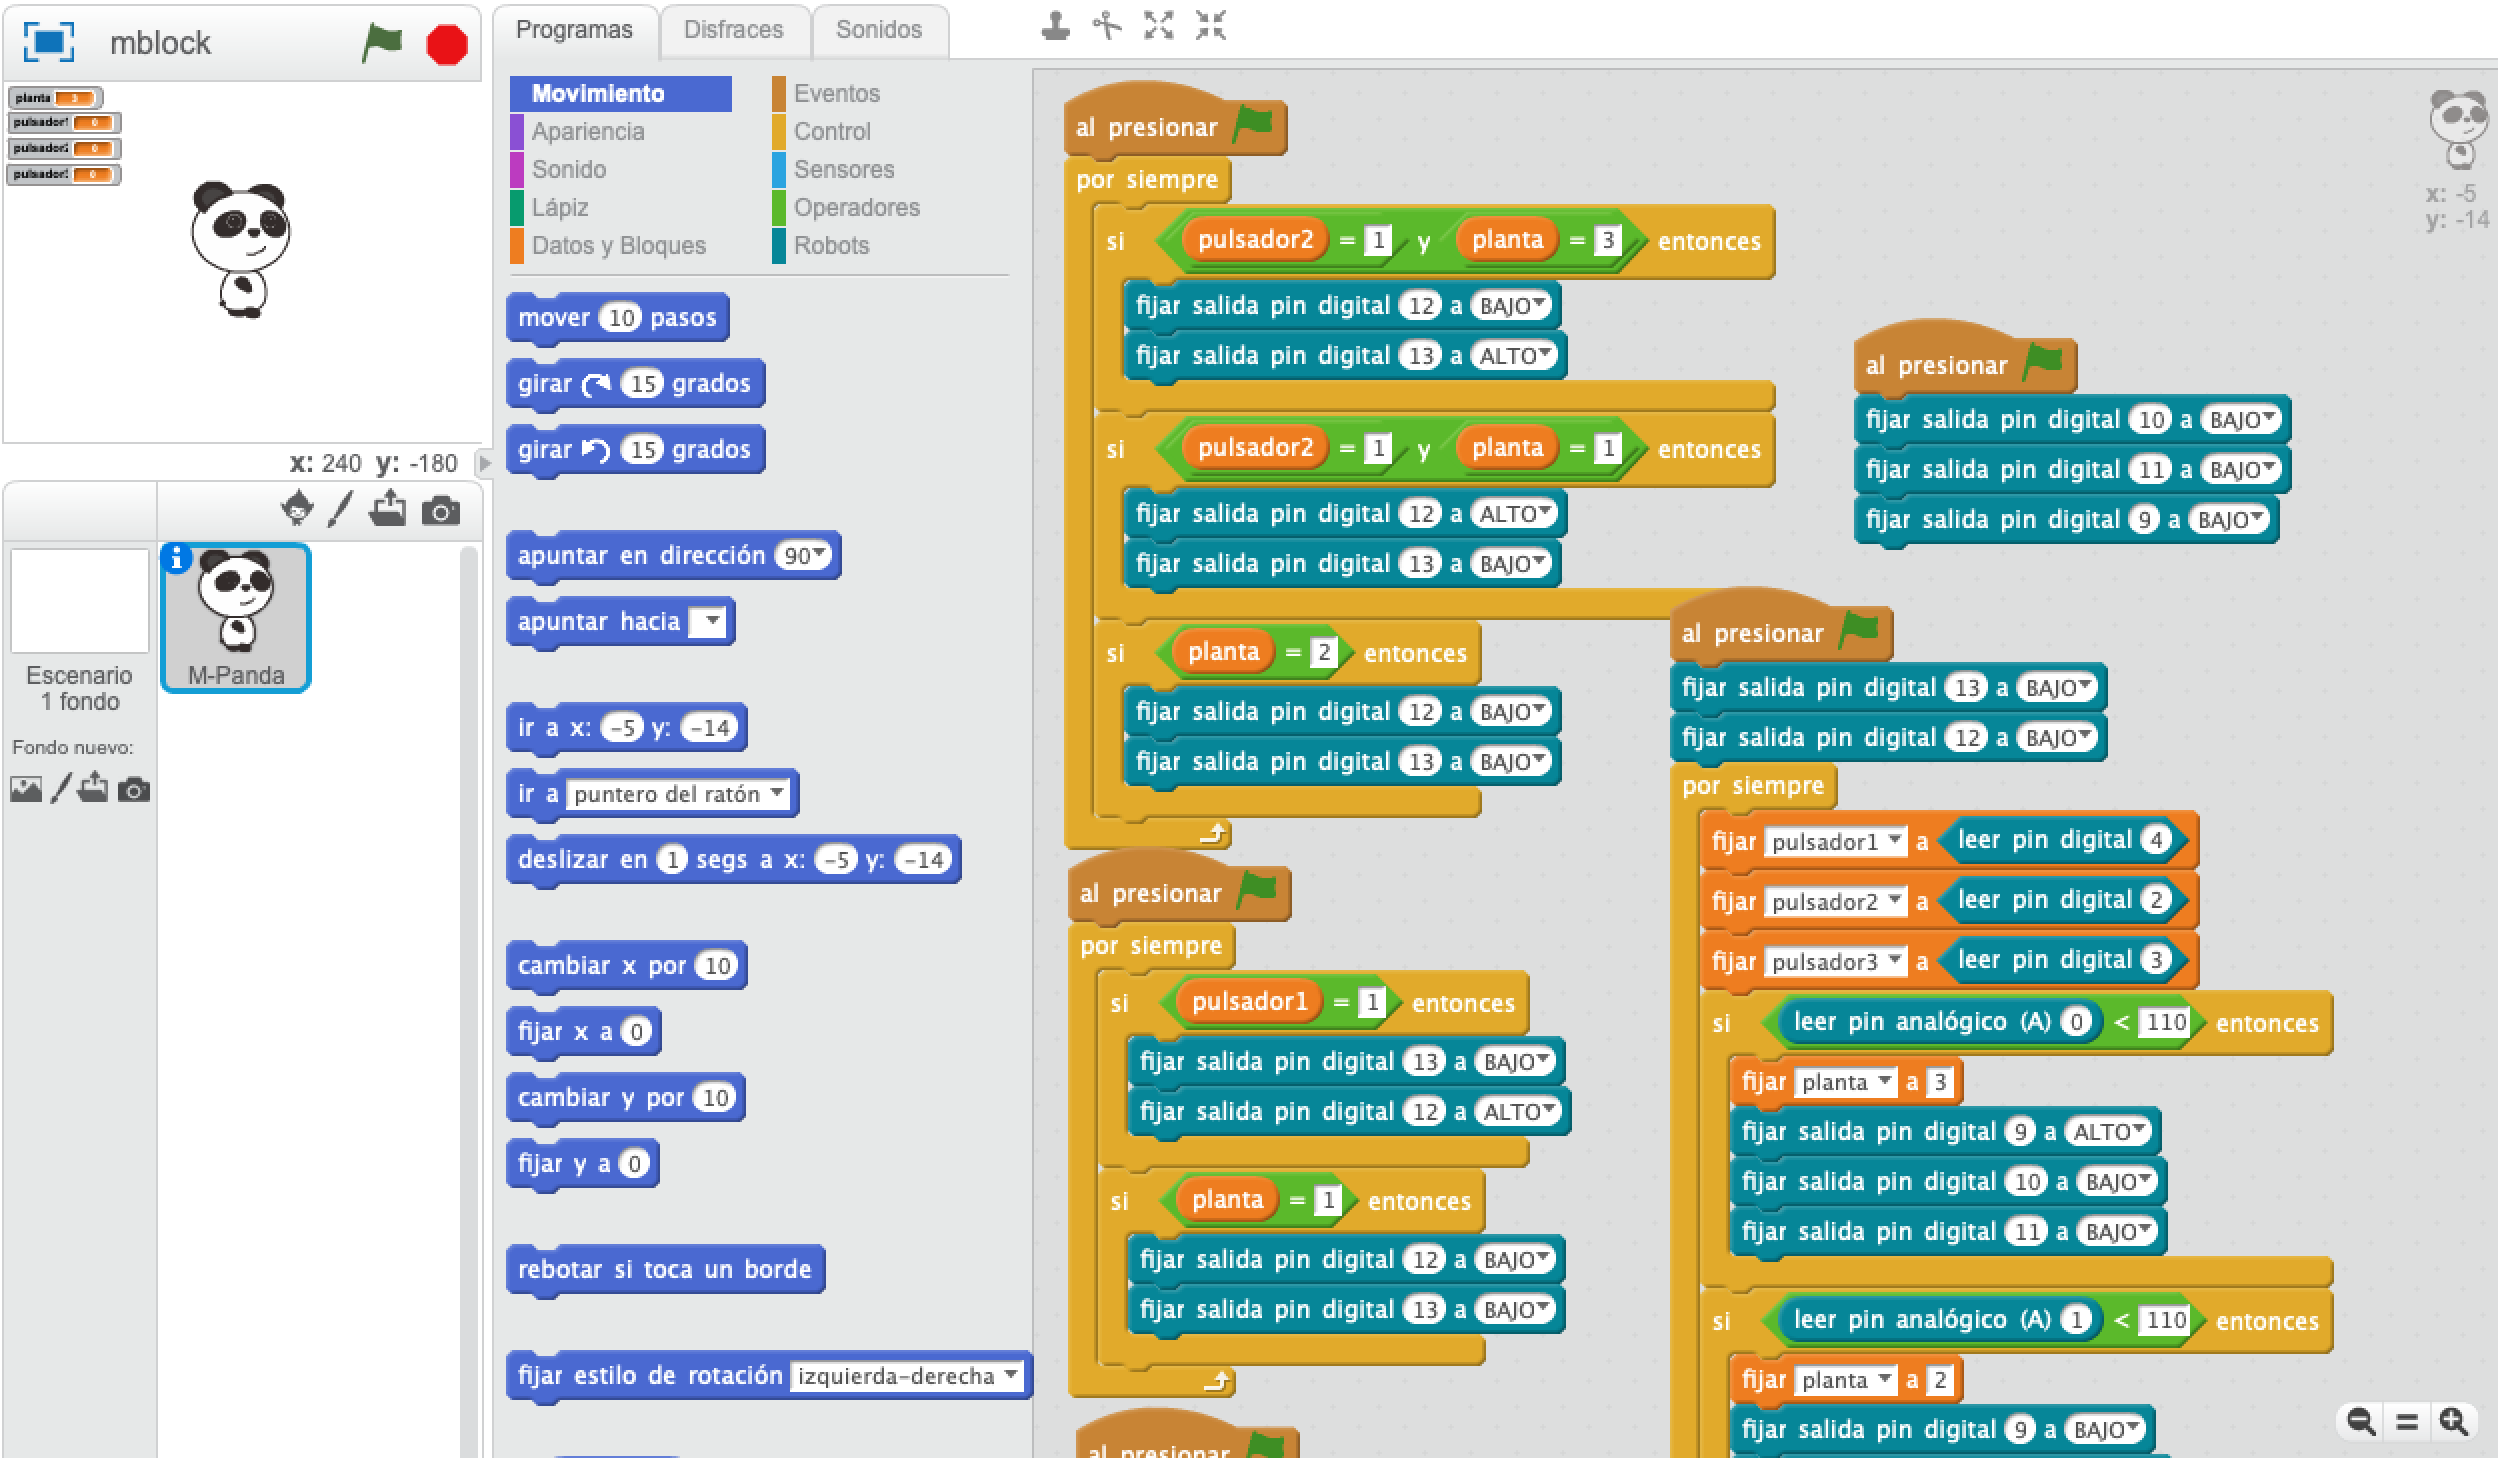 mblock
planta 3
pulsador1 0
pulsador2 0
pulsador3 0
x: 240 y: -180
Escenario
1 fondo
Fondo nuevo:
M-Panda
Programas
Disfraces
Sonidos
Movimiento
Apariencia
Sonido
Lápiz
Datos y Bloques
Eventos
Control
Sensores
Operadores
Robots
mover 10 pasos
girar 15 grados
girar 15 grados
apuntar en dirección 90
apuntar hacia
ir a x: -5 y: -14
ir a puntero del ratón
deslizar en 1 segs a x: -5 y: -14
cambiar x por 10
fijar x a 0
cambiar y por 10
fijar y a 0
rebotar si toca un borde
fijar estilo de rotación izquierda-derecha
al presionar
por siempre
si pulsador2 = 1 y planta = 3 entonces
fijar salida pin digital 12 a BAJO
fijar salida pin digital 13 a ALTO
si pulsador2 = 1 y planta = 1 entonces
fijar salida pin digital 12 a ALTO
fijar salida pin digital 13 a BAJO
si planta = 2 entonces
fijar salida pin digital 12 a BAJO
fijar salida pin digital 13 a BAJO
al presionar
por siempre
si pulsador1 = 1 entonces
fijar salida pin digital 13 a BAJO
fijar salida pin digital 12 a ALTO
si planta = 1 entonces
fijar salida pin digital 12 a BAJO
fijar salida pin digital 13 a BAJO
al presionar
x: -5
y: -14
al presionar
fijar salida pin digital 10 a BAJO
fijar salida pin digital 11 a BAJO
fijar salida pin digital 9 a BAJO
al presionar
fijar salida pin digital 13 a BAJO
fijar salida pin digital 12 a BAJO
por siempre
fijar pulsador1 a leer pin digital 4
fijar pulsador2 a leer pin digital 2
fijar pulsador3 a leer pin digital 3
si leer pin analógico (A) 0 < 110 entonces
fijar planta a 3
fijar salida pin digital 9 a ALTO
fijar salida pin digital 10 a BAJO
fijar salida pin digital 11 a BAJO
si leer pin analógico (A) 1 < 110 entonces
fijar planta a 2
fijar salida pin digital 9 a BAJO